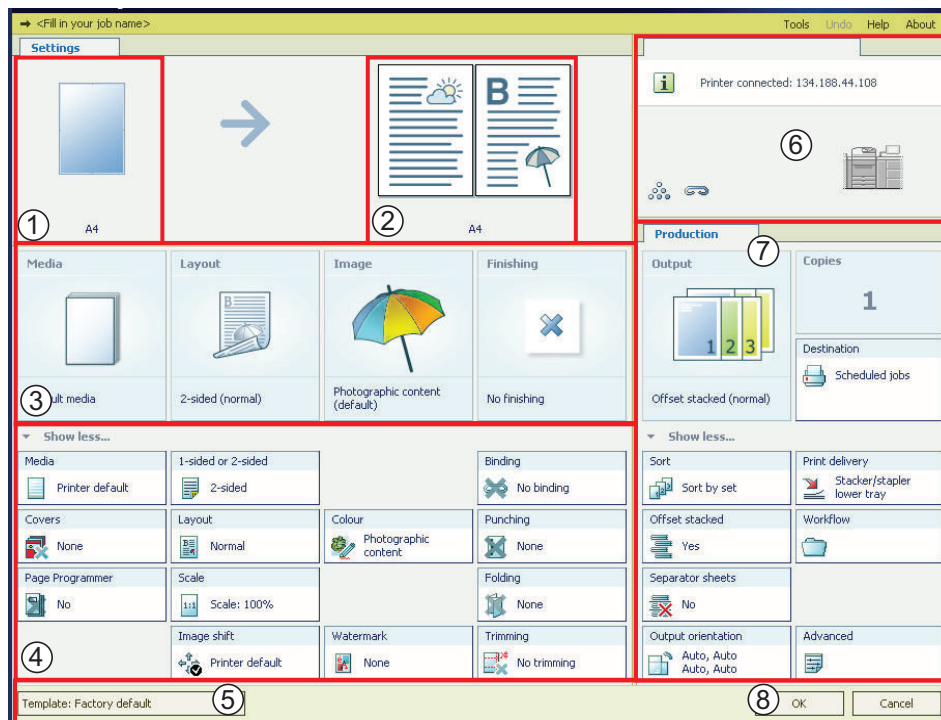 → <Fill in your job name>
Tools Undo Help About
Settings
A4
A4
1
2
Printer connected: 134.188.44.108
6
Media
Layout
Image
Finishing
3
ult media
2-sided (normal)
Photographic content
(default)
No finishing
Production
7
Output
1 2 3
Offset stacked (normal)
Copies
1
Destination
Scheduled jobs
Show less...
Media
Printer default
1-sided or 2-sided
2-sided
Binding
No binding
Covers
None
Layout
Normal
Colour
Photographic
content
Punching
None
Page Programmer
No
Scale
1:1
Scale: 100%
Folding
None
Image shift
Printer default
Watermark
None
Trimming
No trimming
4
Show less...
Sort
Sort by set
Print delivery
Stacker/stapler
lower tray
Offset stacked
Yes
Workflow
Separator sheets
No
Output orientation
Auto, Auto
Auto, Auto
Advanced
Template: Factory default
5
8
OK
Cancel
B
B